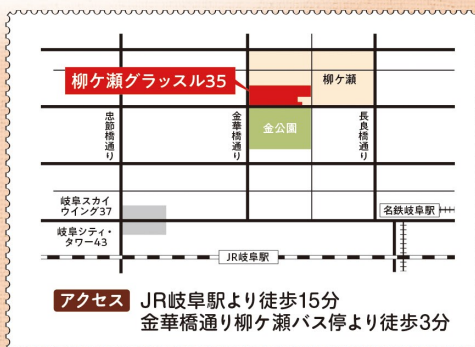 柳ケ瀬グラッスル35
柳ケ瀬
忠節橋通り
金華橋通り
金公園
長良橋通り
岐阜スカイ
ウイング37
岐阜シティ・
タワー43
名鉄岐阜駅
JR岐阜駅
アクセス JR岐阜駅より徒歩15分
金華橋通り柳ケ瀬バス停より徒歩3分